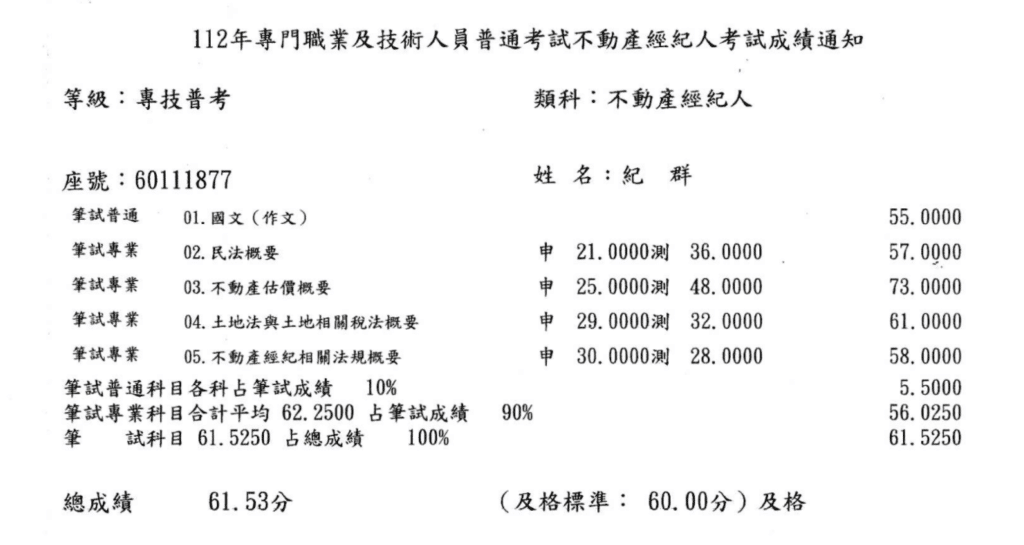 112年專門職業及技術人員普通考試不動產經紀人考試成績通知
等級：專技普考 類科：不動產經紀人
座號：60111877 姓 名：紀 群
筆試普通 01.國文（作文） 55.0000
筆試專業 02.民法概要 申 21.0000測 36.0000 57.0000
筆試專業 03.不動產估價概要 申 25.0000測 48.0000 73.0000
筆試專業 04.土地法與土地相關稅法概要 申 29.0000測 32.0000 61.0000
筆試專業 05.不動產經紀相關法規概要 申 30.0000測 28.0000 58.0000
筆試普通科目各科占筆試成績 10% 5.5000
筆試專業科目合計平均 62.2500 占筆試成績 90% 56.0250
筆 試科目 61.5250 占總成績 100% 61.5250
總成績 61.53分 （及格標準： 60.00分）及格